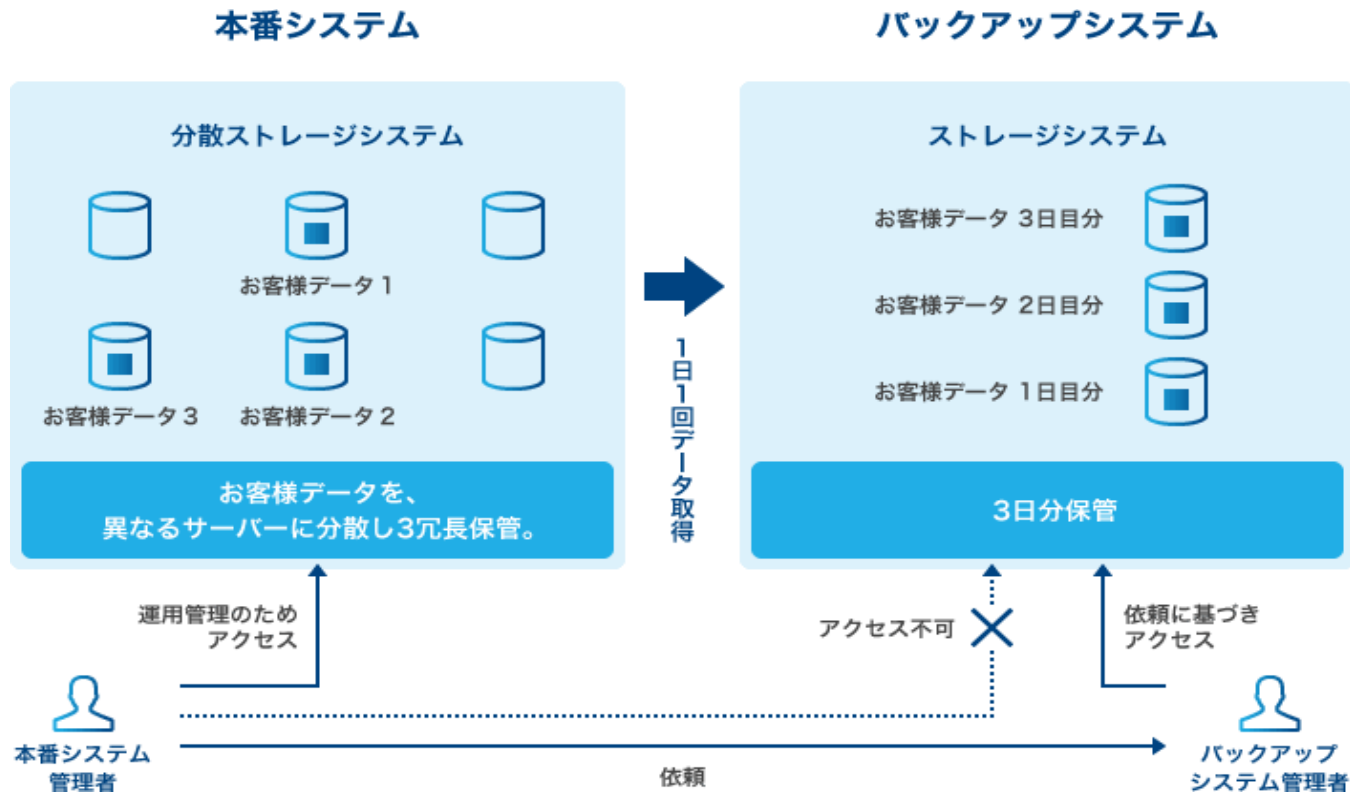 本番システム
バックアップシステム
分散ストレージシステム
お客様データ 1
お客様データ 3
お客様データ 2
お客様データを、
異なるサーバーに分散し3冗長保管。
1日1回データ取得
ストレージシステム
お客様データ 3日目分
お客様データ 2日目分
お客様データ 1日目分
3日分保管
運用管理のため
アクセス
アクセス不可
依頼に基づき
アクセス
本番システム
管理者
依頼
バックアップ
システム管理者